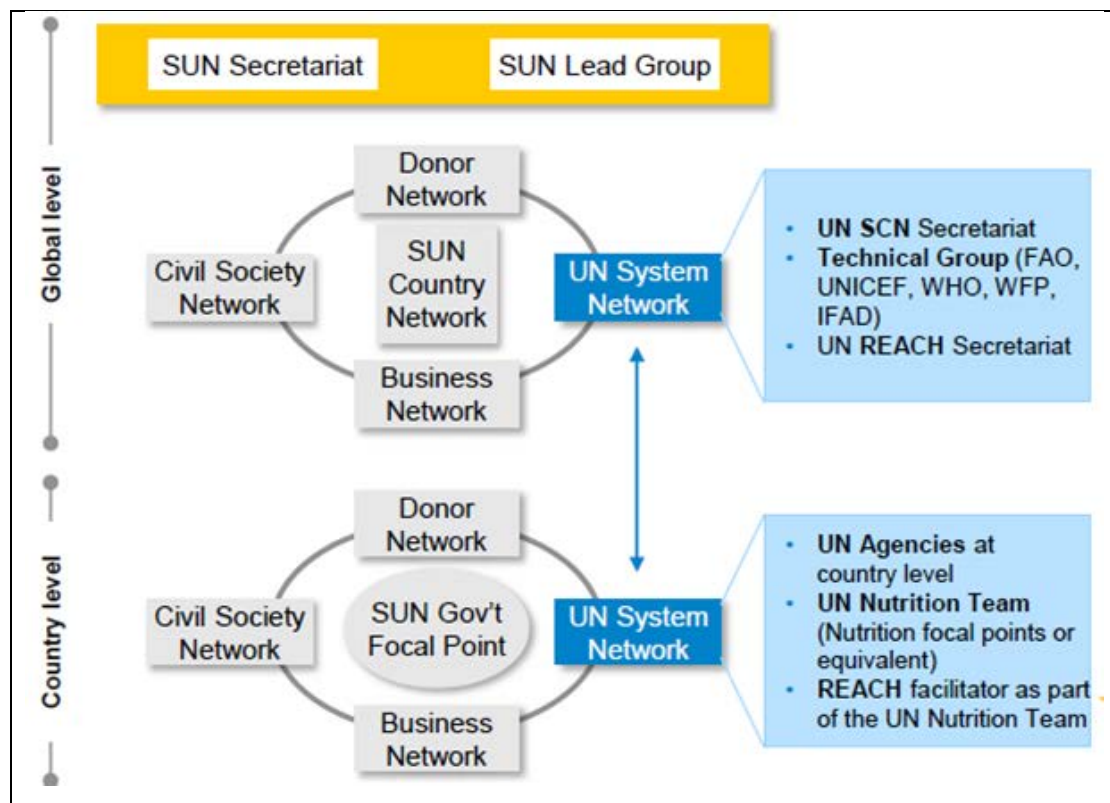 SUN Secretariat
SUN Lead Group
Global level
Donor
Network
Civil Society
Network
SUN
Country
Network
UN System
Network
Business
Network
• UN SCN Secretariat
• Technical Group (FAO,
UNICEF, WHO, WFP,
IFAD)
• UN REACH Secretariat
Country level
Donor
Network
Civil Society
Network
SUN Gov't
Focal Point
UN System
Network
Business
Network
• UN Agencies at
country level
• UN Nutrition Team
(Nutrition focal points or
equivalent)
• REACH facilitator as part
of the UN Nutrition Team